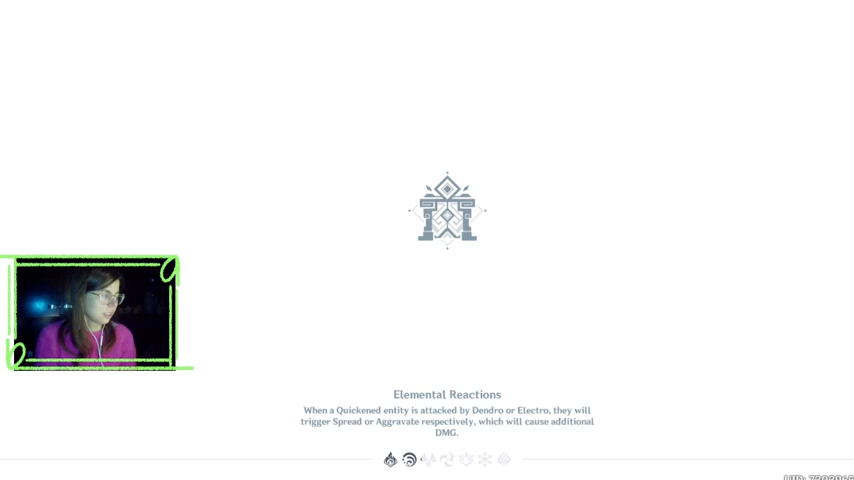 Elemental Reactions
When a Quickened entity is attacked by Dendro or Electro, they will
trigger Spread or Aggravate respectively, which will cause additional
DMG.